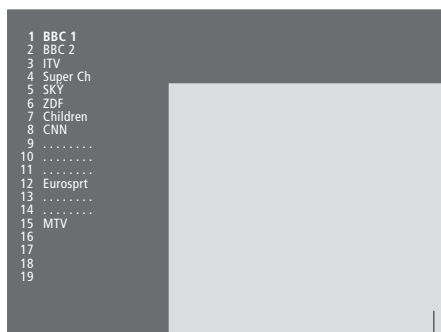 1 BBC 1
2 BBC 2
3 ITV
4 Super Ch
5 SKY
6 ZDF
7 Children
8 CNN
9 ........
10 ........
11 ........
12 Eurosprt
13 ........
14 ........
15 MTV
16
17
18
19